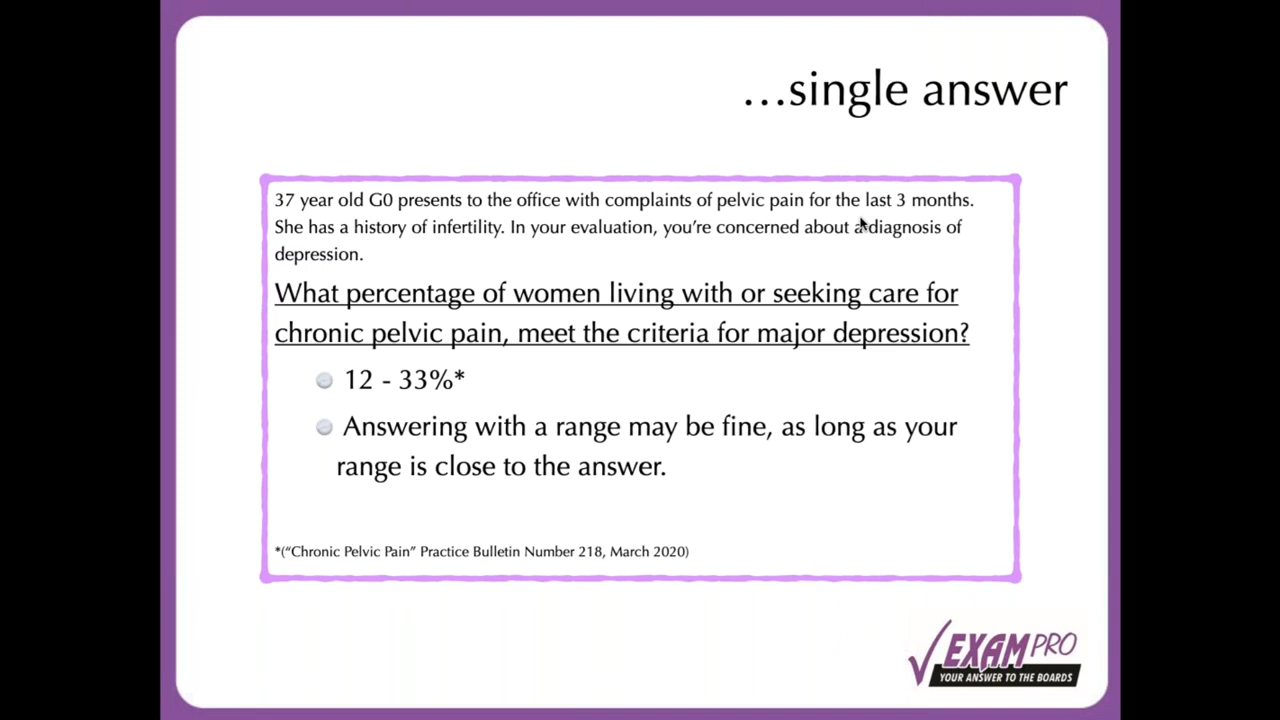 …single answer
37 year old G0 presents to the office with complaints of pelvic pain for the last 3 months.
She has a history of infertility. In your evaluation, you’re concerned about a diagnosis of
depression.
What percentage of women living with or seeking care for
chronic pelvic pain, meet the criteria for major depression?
12 - 33%*
Answering with a range may be fine, as long as your
range is close to the answer.
*(“Chronic Pelvic Pain” Practice Bulletin Number 218, March 2020)
EXAM PRO
YOUR ANSWER TO THE BOARDS